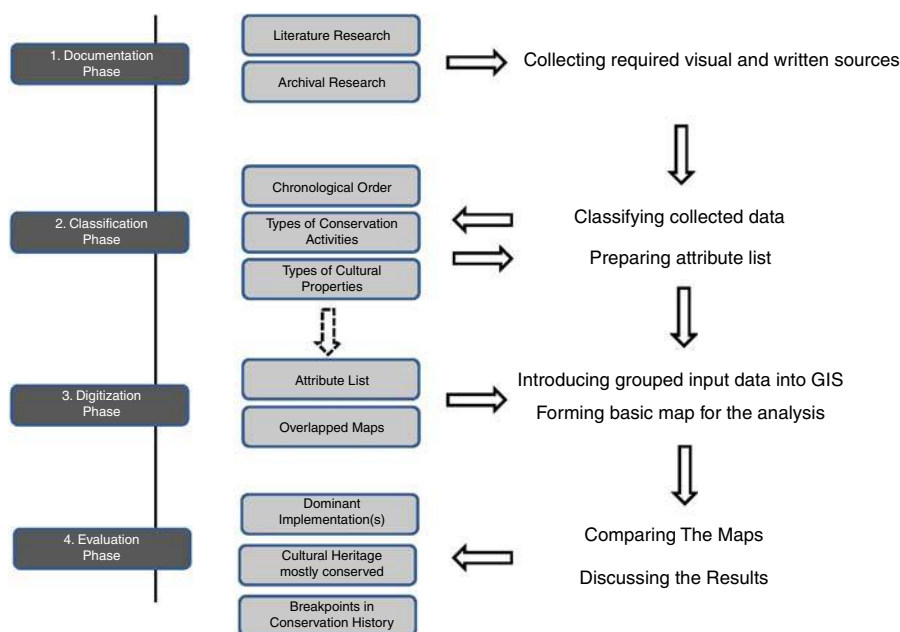 1. Documentation
Phase
Literature Research
Archival Research
Collecting required visual and written sources
2. Classification
Phase
Chronological Order
Types of Conservation
Activities
Types of Cultural
Properties
Classifying collected data
Preparing attribute list
3. Digitization
Phase
Attribute List
Overlapped Maps
Introducing grouped input data into GIS
Forming basic map for the analysis
4. Evaluation
Phase
Dominant
Implementation(s)
Cultural Heritage
mostly conserved
Breakpoints in
Conservation History
Comparing The Maps
Discussing the Results